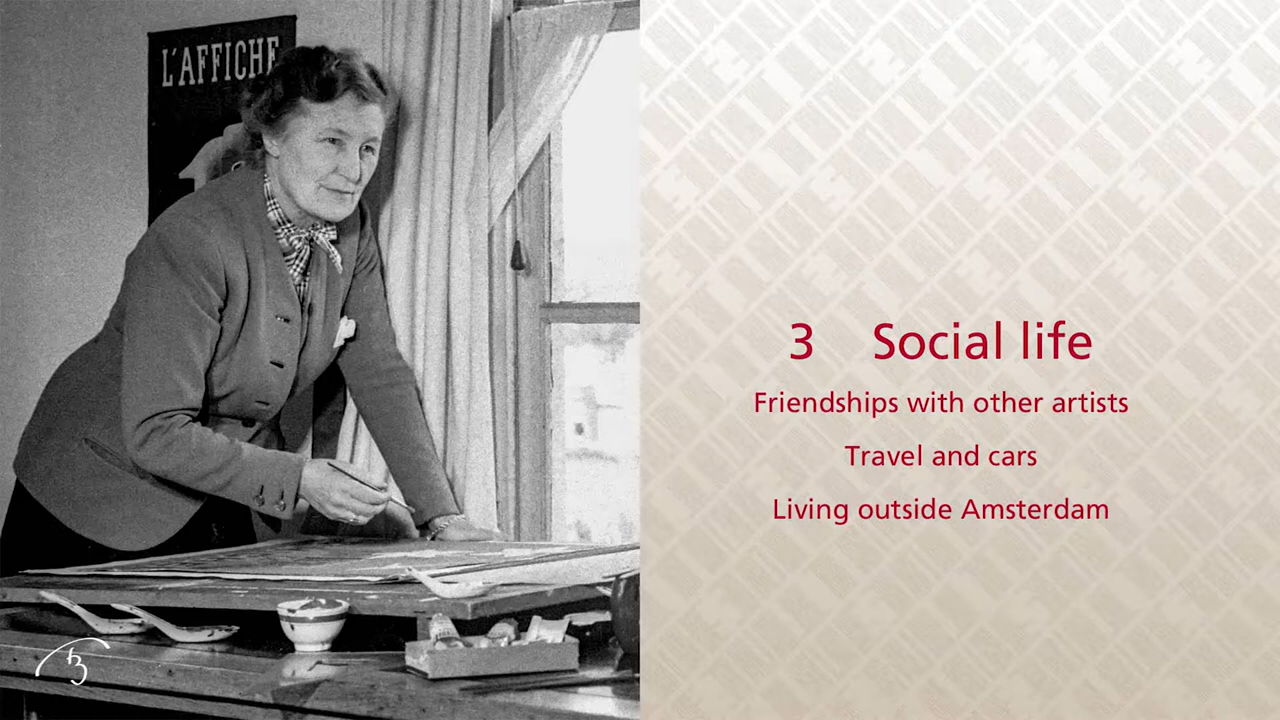 L'AFFICHE
3 Social life
Friendships with other artists
Travel and cars
Living outside Amsterdam